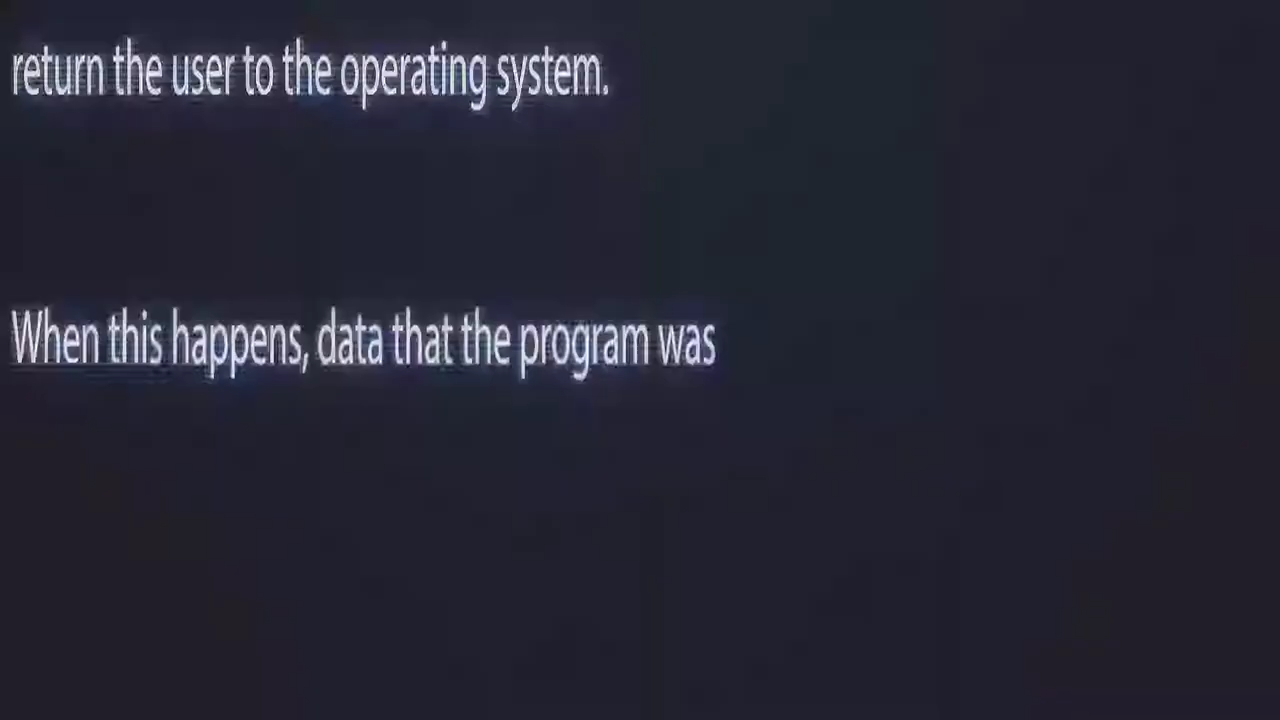 return the user to the operating system.
When this happens, data that the program was